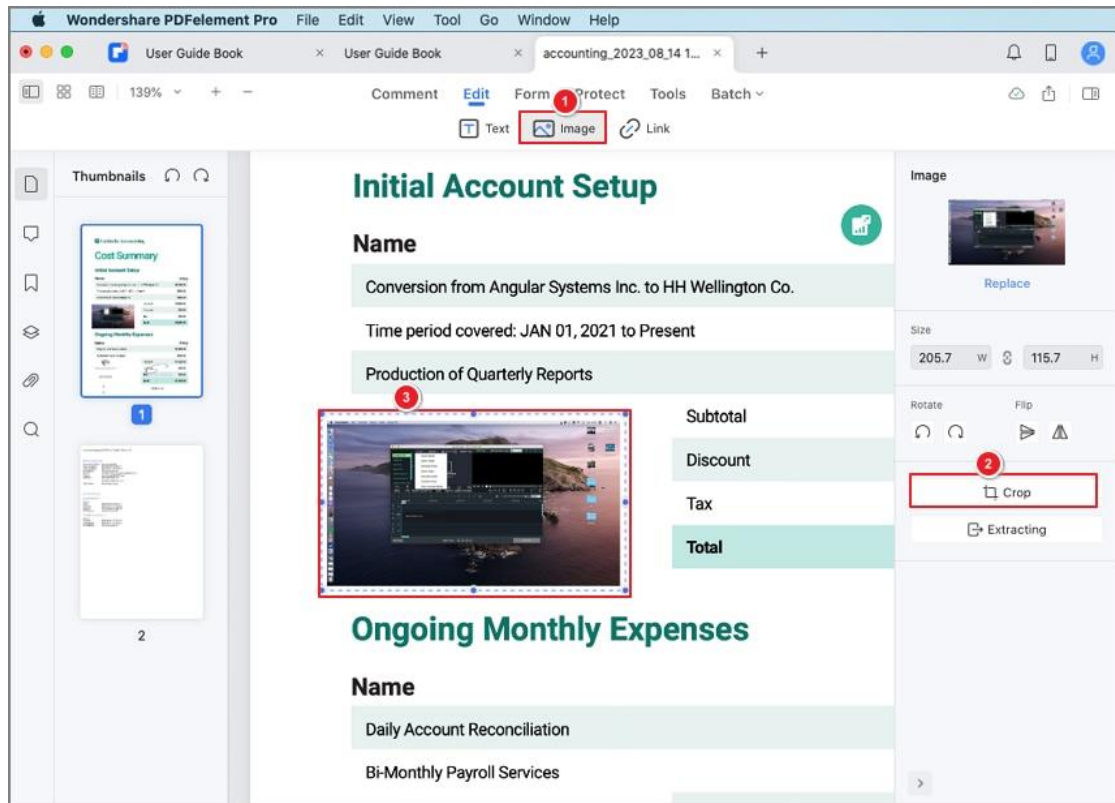 Wondershare PDFelement Pro File Edit View Tool Go Window Help
User Guide Book × User Guide Book × accounting_2023_08_14 1... × +
139% + −
Comment Edit Form Protect Tools Batch
1
Text Image Link
Thumbnails
Cost Summary
1
2
Initial Account Setup
Name
Conversion from Angular Systems Inc. to HH Wellington Co.
Time period covered: JAN 01, 2021 to Present
Production of Quarterly Reports
3
Subtotal
Discount
Tax
Total
Ongoing Monthly Expenses
Name
Daily Account Reconciliation
Bi-Monthly Payroll Services
Image
Replace
Size
205.7 W 115.7 H
Rotate Flip
2
Crop
Extracting